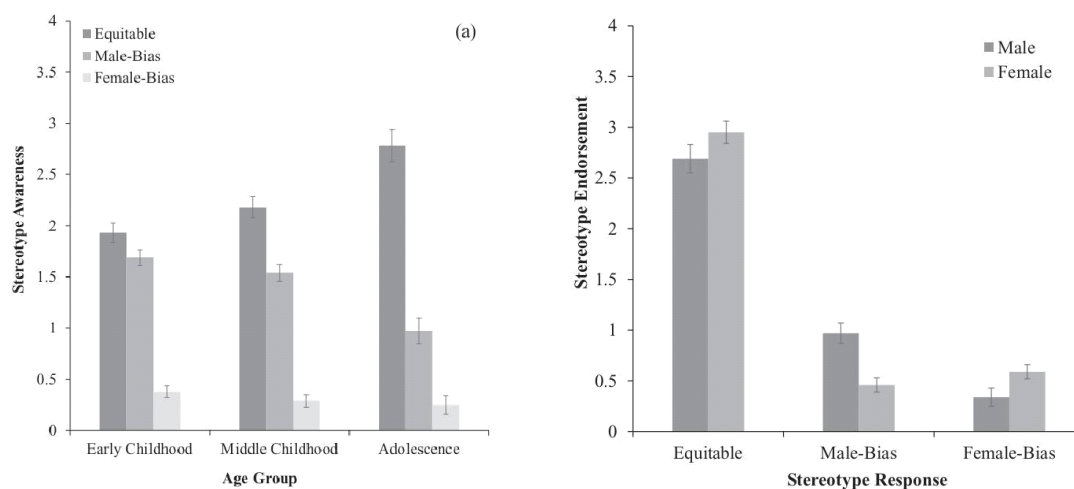 4
3.5
3
2.5
2
1.5
1
0.5
0
Stereotype Awareness
Equitable
Male-Bias
Female-Bias
(a)
Early Childhood
Middle Childhood
Adolescence
Age Group
4
3.5
3
2.5
2
1.5
1
0.5
0
Stereotype Endorsement
Male
Female
Equitable
Male-Bias
Female-Bias
Stereotype Response